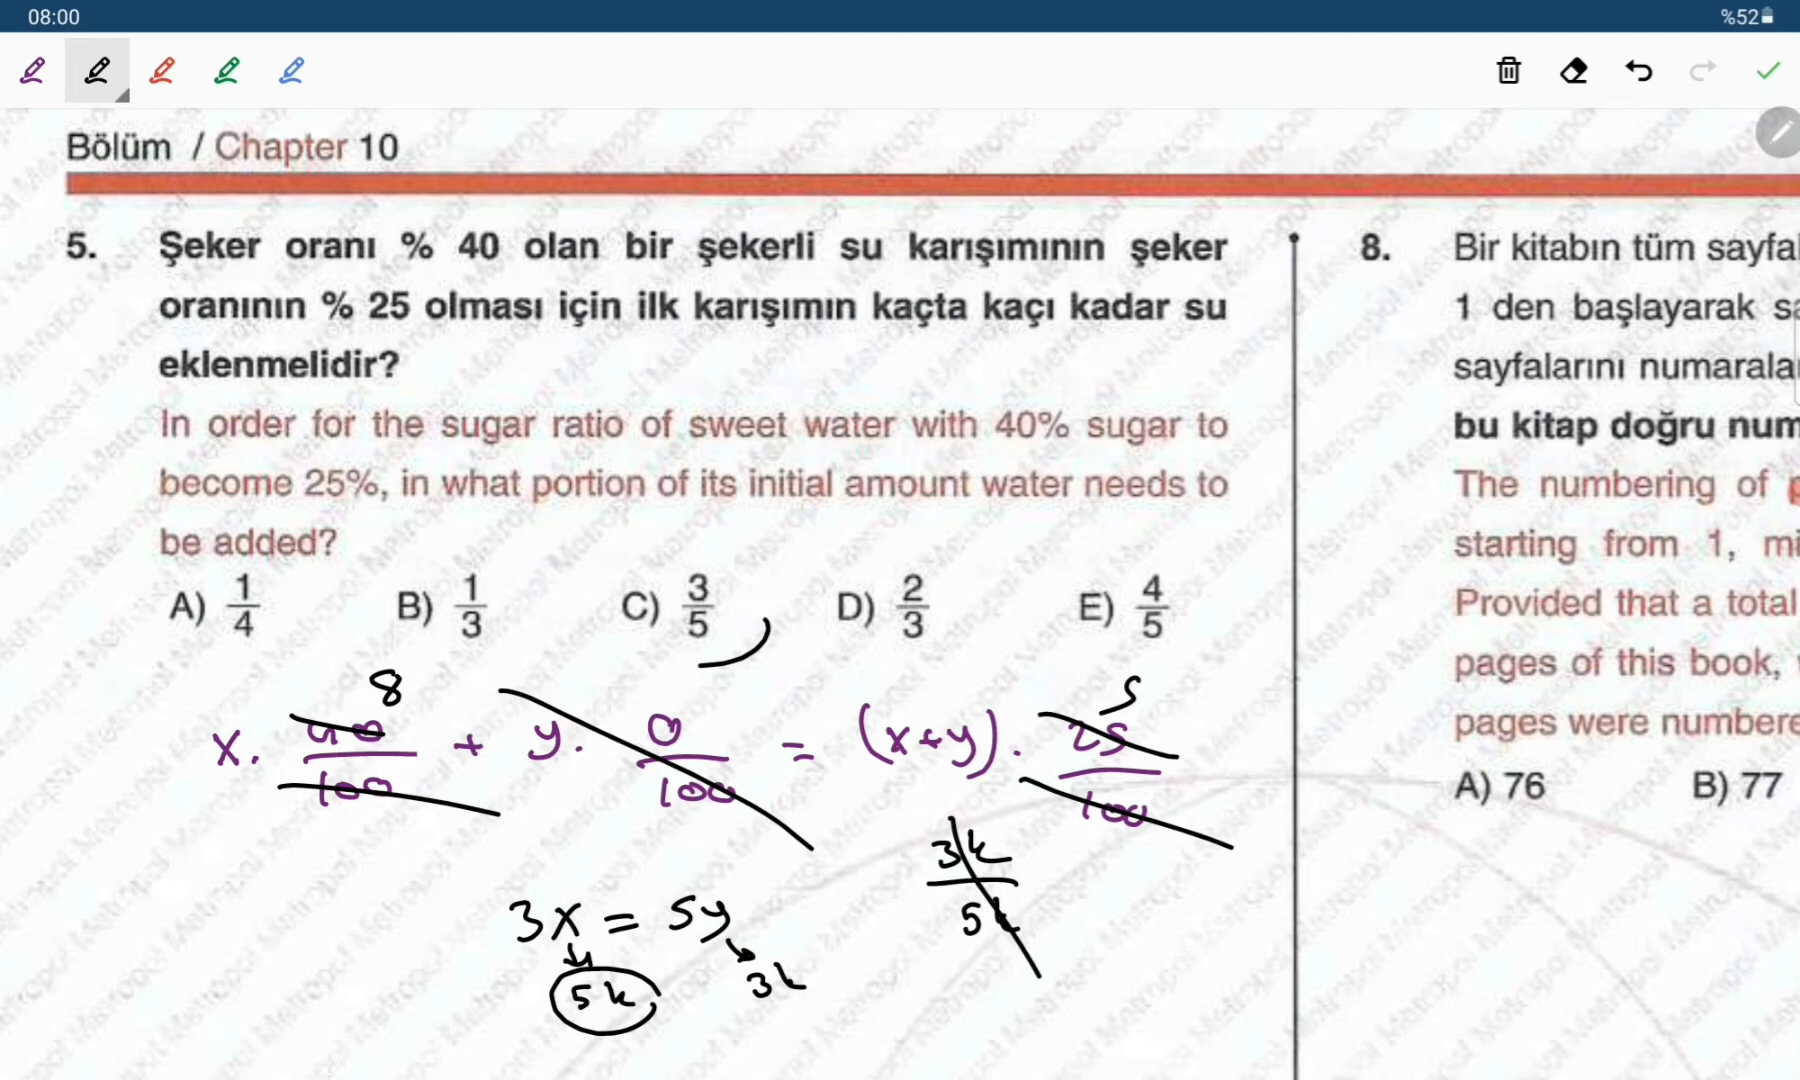 08:00
%52
Bölüm / Chapter 10
5. Şeker oranı % 40 olan bir şekerli su karışımının şeker
oranının % 25 olması için ilk karışımın kaçta kaçı kadar su
eklenmelidir?
In order for the sugar ratio of sweet water with 40% sugar to
become 25%, in what portion of its initial amount water needs to
be added?
A) 1/4 B) 1/3 C) 3/5 D) 2/3 E) 4/5
8 5
x. 40/100 + y. 0/100 = (x+y). 25/100
3k/5k
3x = 5y
5k 3k
8. Bir kitabın tüm sayfal
1 den başlayarak sa
sayfalarını numarala
bu kitap doğru num
The numbering of p
starting from 1, mi
Provided that a total
pages of this book,
pages were numbere
A) 76 B) 77
Metropol